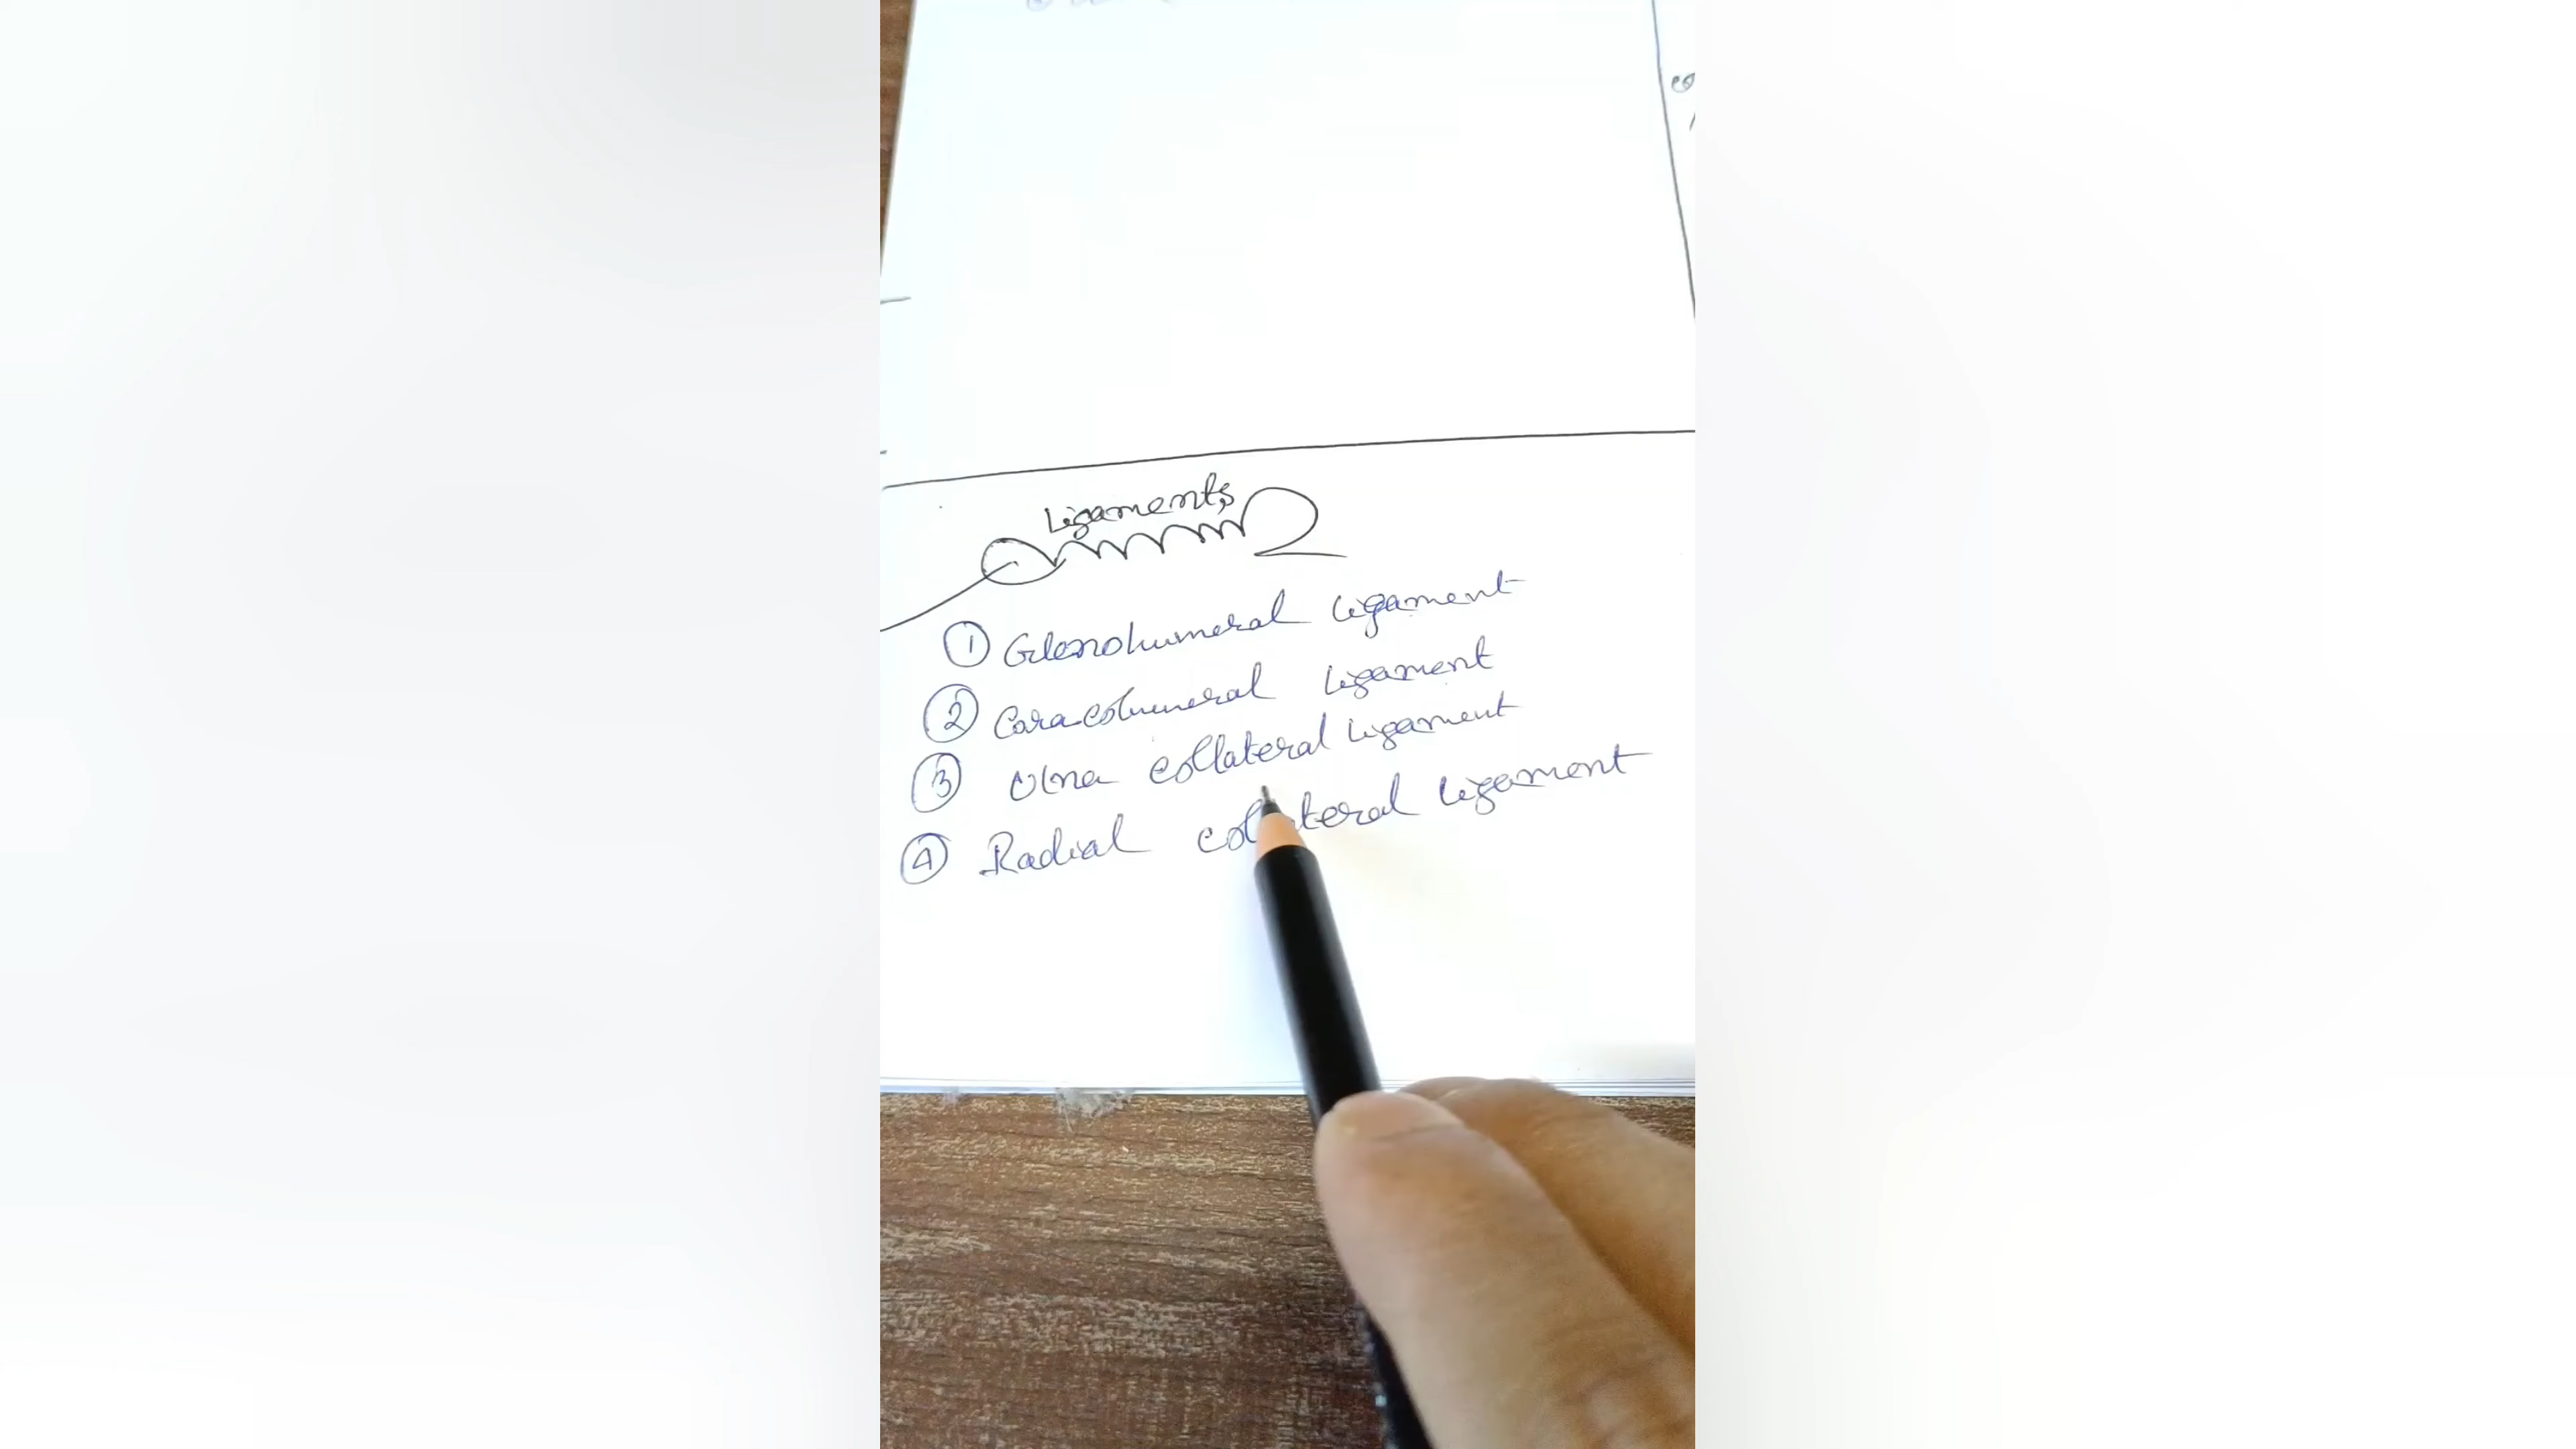 Ligaments
① Glenohumeral ligament
② Coracohumeral ligament
③ Ulna collateral ligament
④ Radial collateral ligament